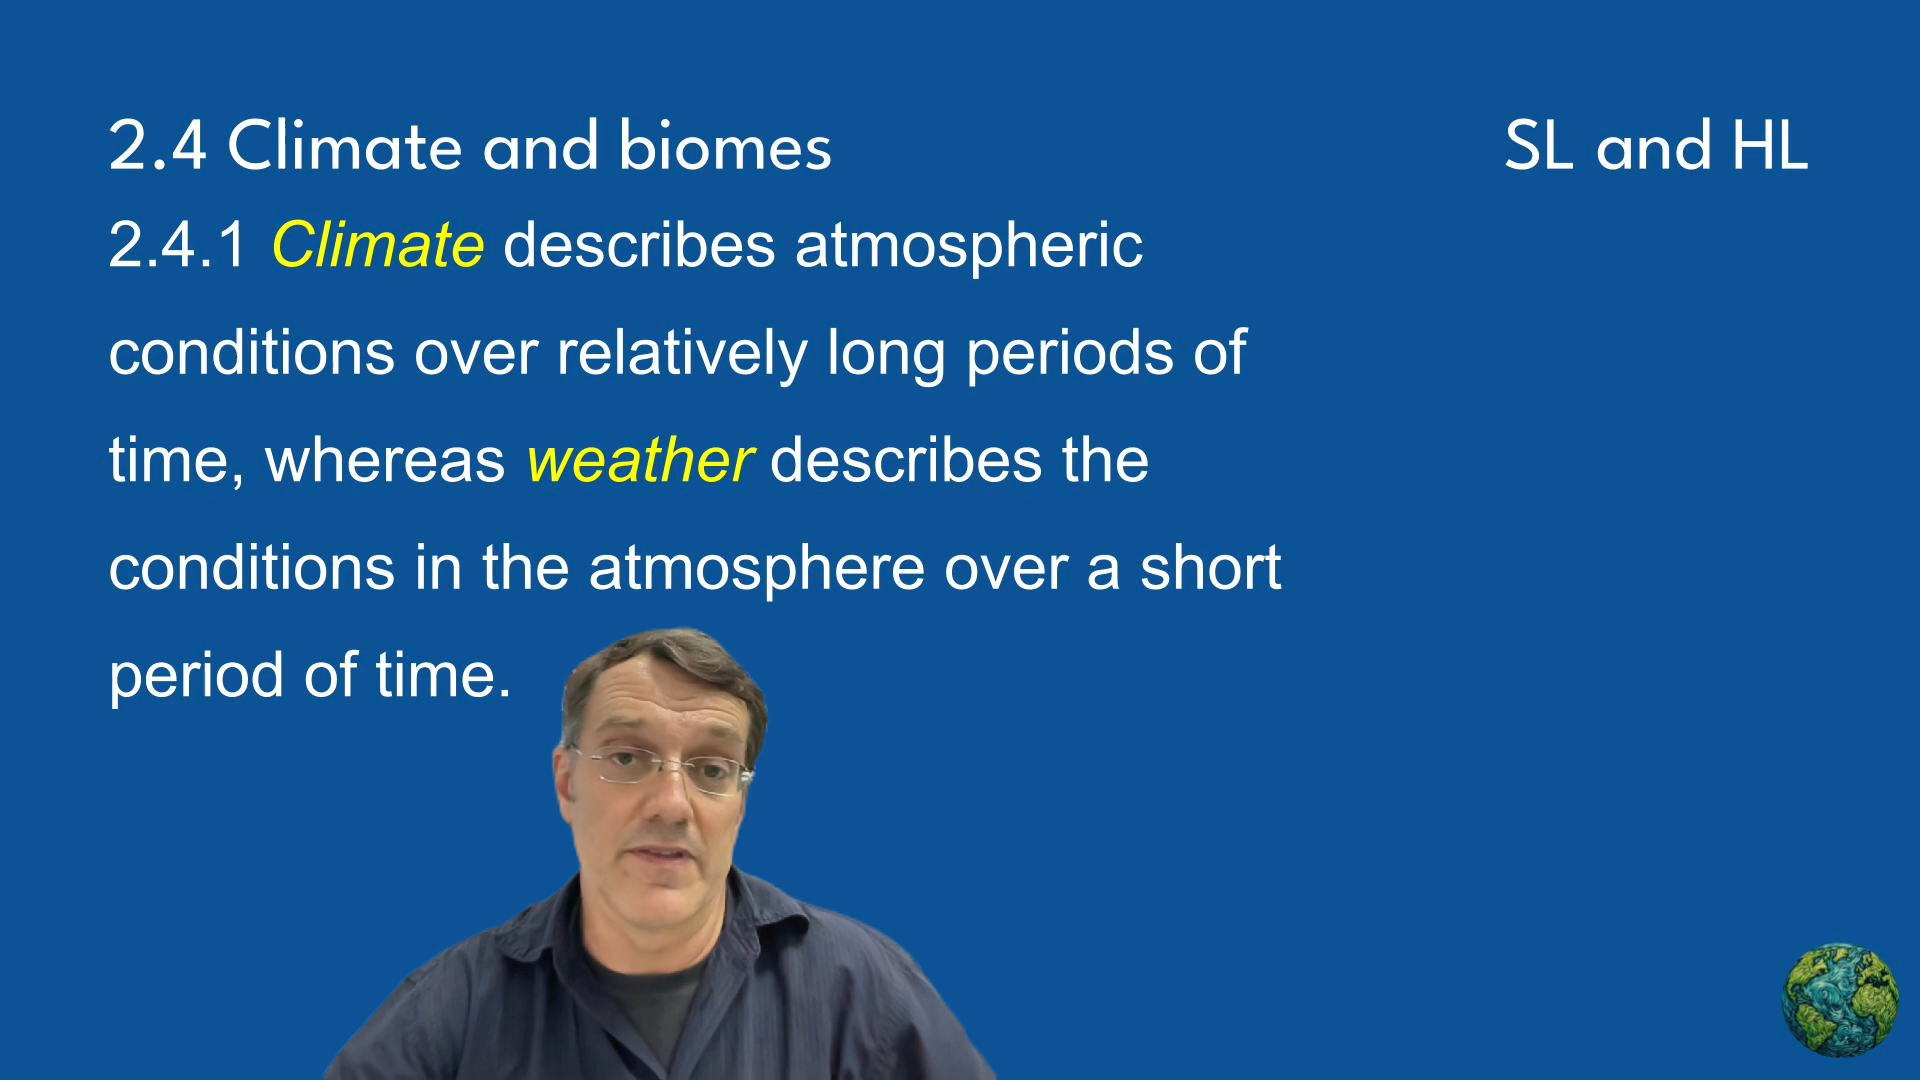 2.4 Climate and biomes
SL and HL
2.4.1 Climate describes atmospheric
conditions over relatively long periods of
time, whereas weather describes the
conditions in the atmosphere over a short
period of time.